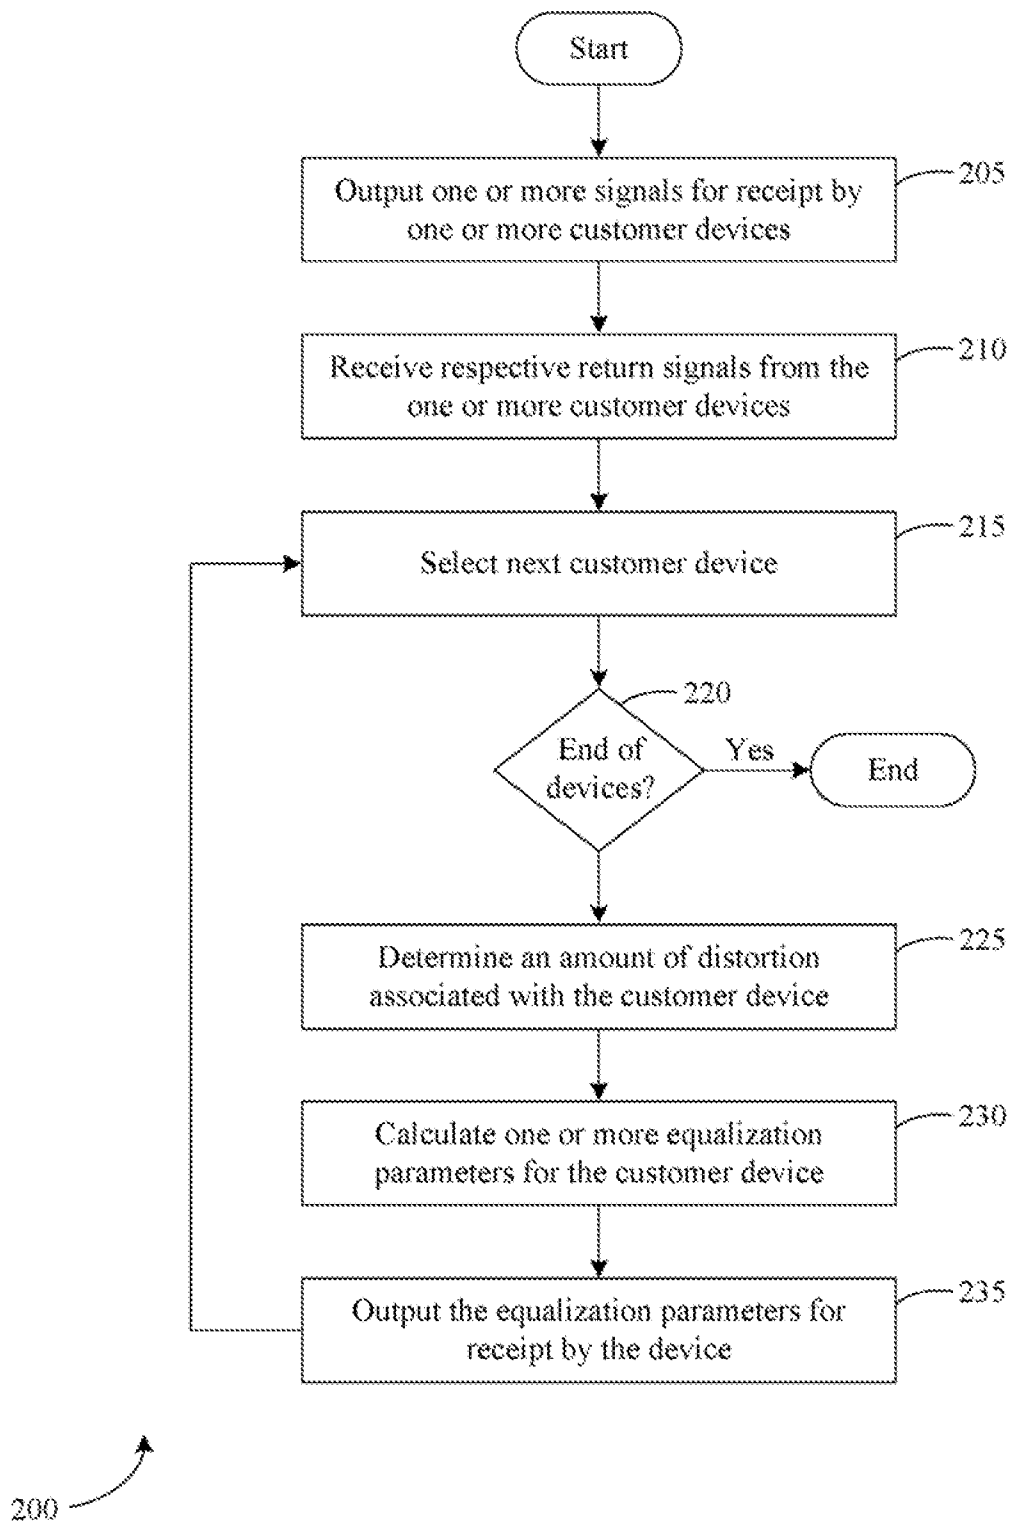 Start
Output one or more signals for receipt by
one or more customer devices
205
Receive respective return signals from the
one or more customer devices
210
Select next customer device
215
220
End of
devices?
Yes
End
Determine an amount of distortion
associated with the customer device
225
Calculate one or more equalization
parameters for the customer device
230
Output the equalization parameters for
receipt by the device
235
200